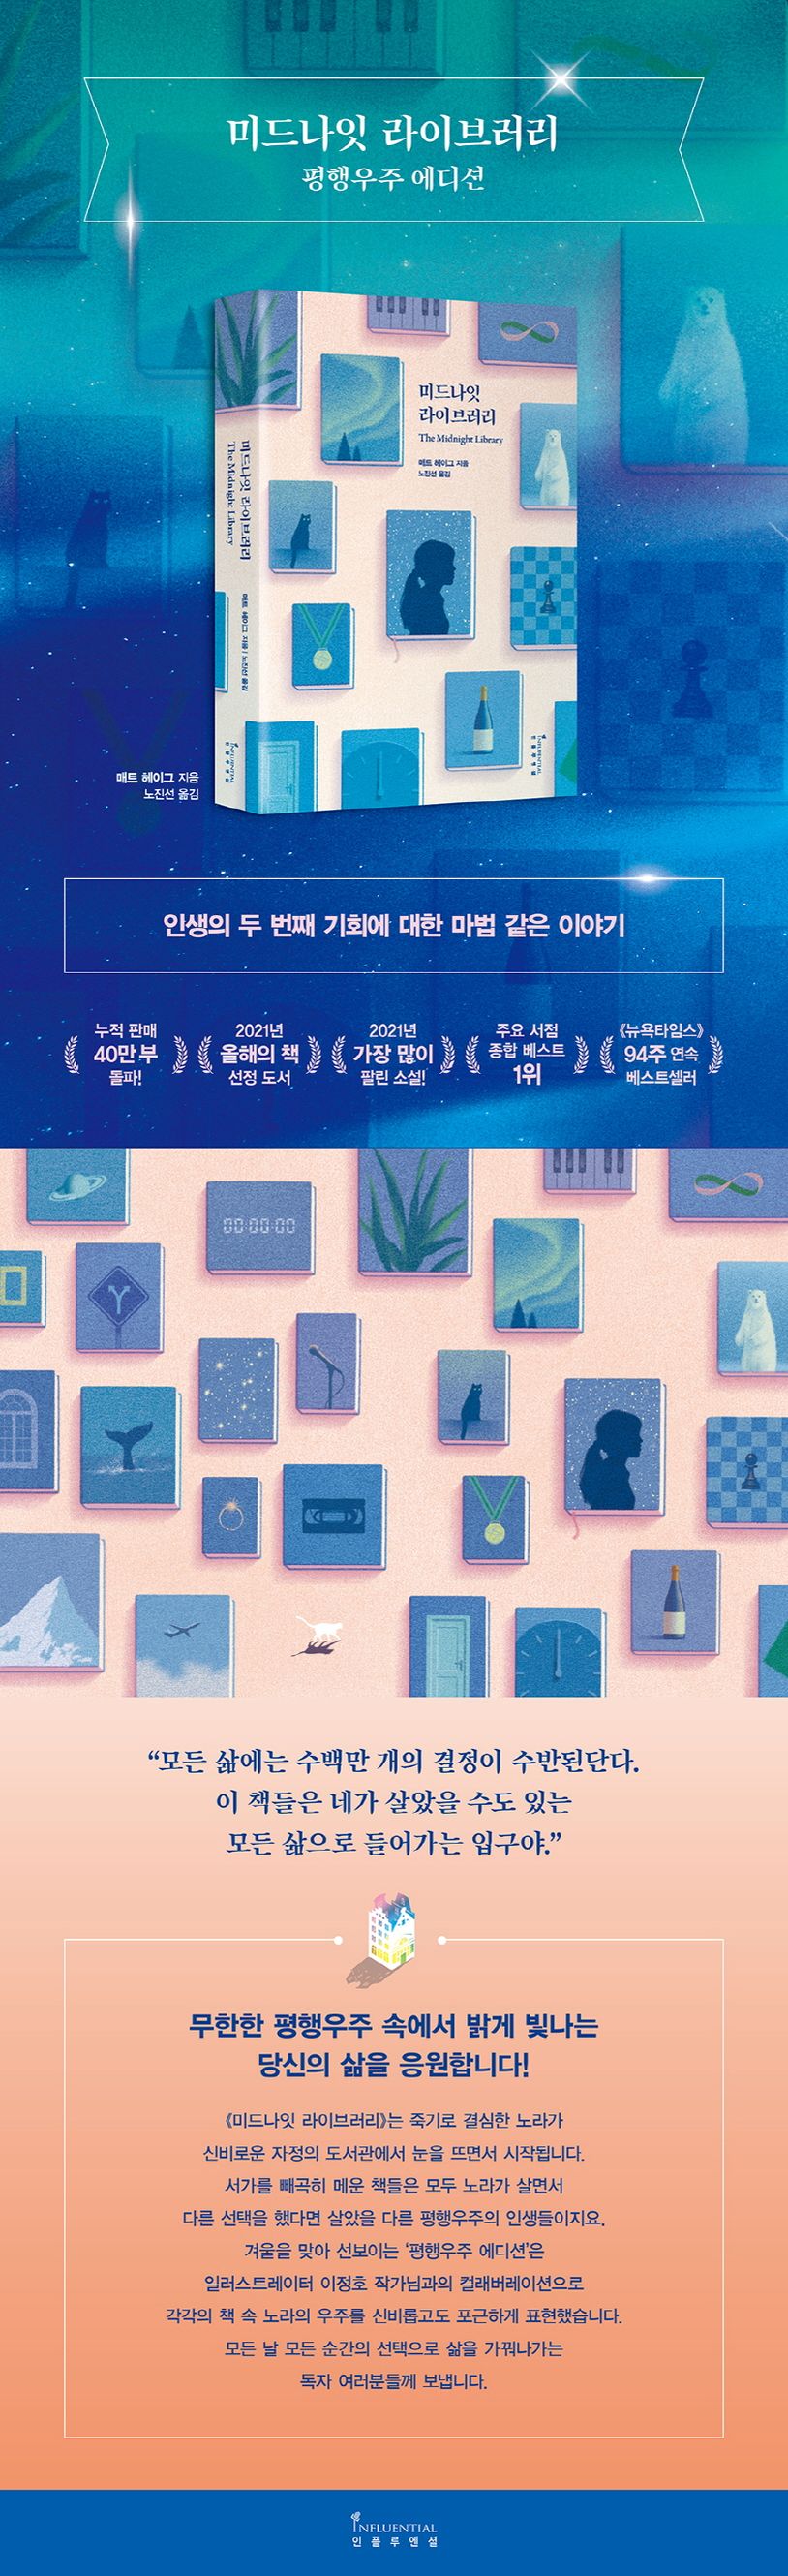 미드나잇 라이브러리
평행우주 에디션
미드나잇
라이브러리
The Midnight Library
매트 헤이그 지음
노진선 옮김
미드나잇 라이브러리
The Midnight Library
매트 헤이그 지음 / 노진선 옮김
INFLUENTIAL
인플루엔셜
INFLUENTIAL
인플루엔셜
매트 헤이그 지음
노진선 옮김
인생의 두 번째 기회에 대한 마법 같은 이야기
누적 판매
40만 부
돌파!
2021년
올해의 책
선정 도서
2021년
가장 많이
팔린 소설!
주요 서점
종합 베스트
1위
《뉴욕타임스》
94주 연속
베스트셀러
00:00:00
“모든 삶에는 수백만 개의 결정이 수반된단다.
이 책들은 네가 살았을 수도 있는
모든 삶으로 들어가는 입구야.”
무한한 평행우주 속에서 밝게 빛나는
당신의 삶을 응원합니다!
《미드나잇 라이브러리》는 죽기로 결심한 노라가
신비로운 자정의 도서관에서 눈을 뜨면서 시작됩니다.
서가를 빼곡히 메운 책들은 모두 노라가 살면서
다른 선택을 했다면 살았을 다른 평행우주의 인생들이지요.
겨울을 맞아 선보이는 ‘평행우주 에디션’은
일러스트레이터 이정호 작가님과의 컬래버레이션으로
각각의 책 속 노라의 우주를 신비롭고도 포근하게 표현했습니다.
모든 날 모든 순간의 선택으로 삶을 가꿔나가는
독자 여러분들께 보냅니다.
INFLUENTIAL
인플루엔셜